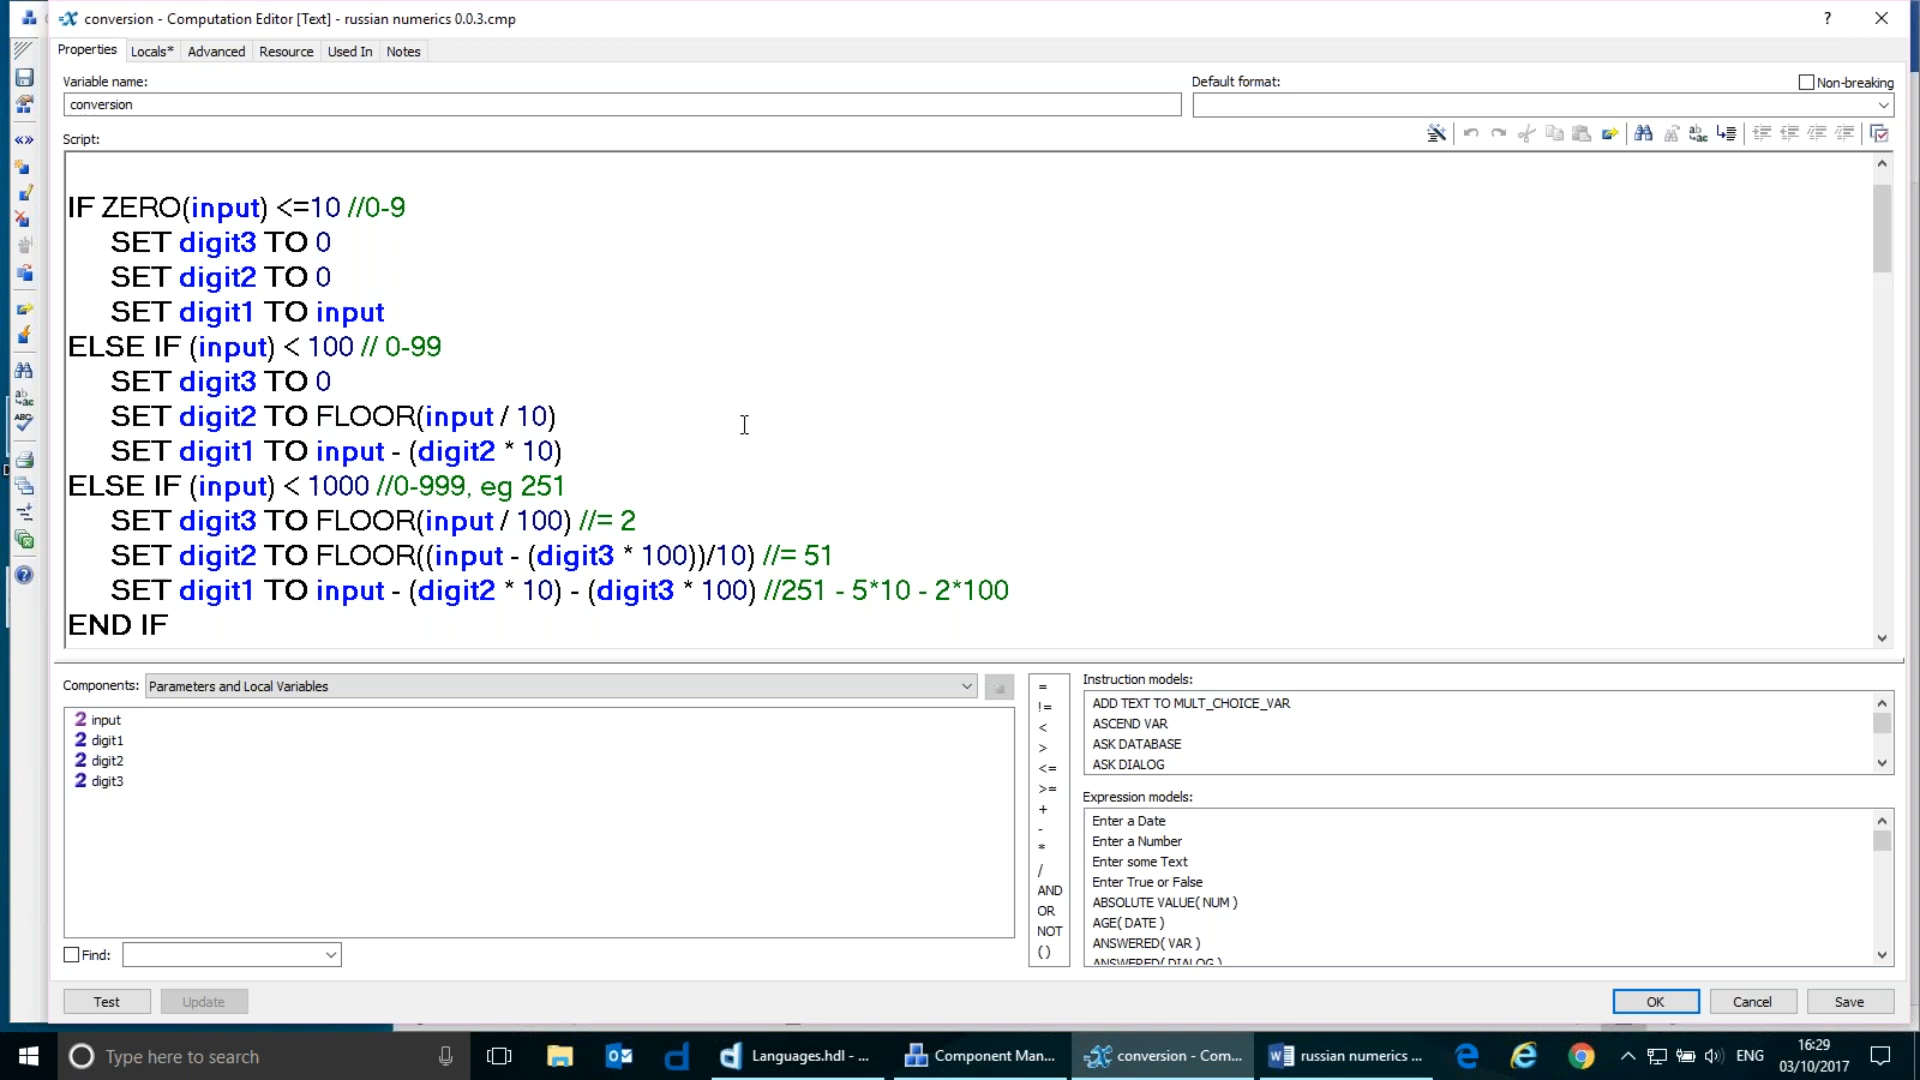 conversion - Computation Editor [Text] - russian numerics 0.0.3.cmp
?
Properties Locals* Advanced Resource Used In Notes
Variable name:
Default format:
Non-breaking
conversion
Script:
IF ZERO(input) <=10 //0-9
SET digit3 TO 0
SET digit2 TO 0
SET digit1 TO input
ELSE IF (input) < 100 // 0-99
SET digit3 TO 0
SET digit2 TO FLOOR(input / 10)
SET digit1 TO input - (digit2 * 10)
ELSE IF (input) < 1000 //0-999, eg 251
SET digit3 TO FLOOR(input / 100) //= 2
SET digit2 TO FLOOR((input - (digit3 * 100))/10) //= 51
SET digit1 TO input - (digit2 * 10) - (digit3 * 100) //251 - 5*10 - 2*100
END IF
Components: Parameters and Local Variables
2 input
2 digit1
2 digit2
2 digit3
=
!=
<
>
<=
>=
+
-
*
/
AND
OR
NOT
()
Instruction models:
ADD TEXT TO MULT_CHOICE_VAR
ASCEND VAR
ASK DATABASE
ASK DIALOG
Expression models:
Enter a Date
Enter a Number
Enter some Text
Enter True or False
ABSOLUTE VALUE( NUM )
AGE( DATE )
ANSWERED( VAR )
ANSWERED( DIALOG )
Find:
Test Update OK Cancel Save
Type here to search
Languages.hdl - ...
Component Man...
conversion - Com...
russian numerics ...
ENG
16:29
03/10/2017